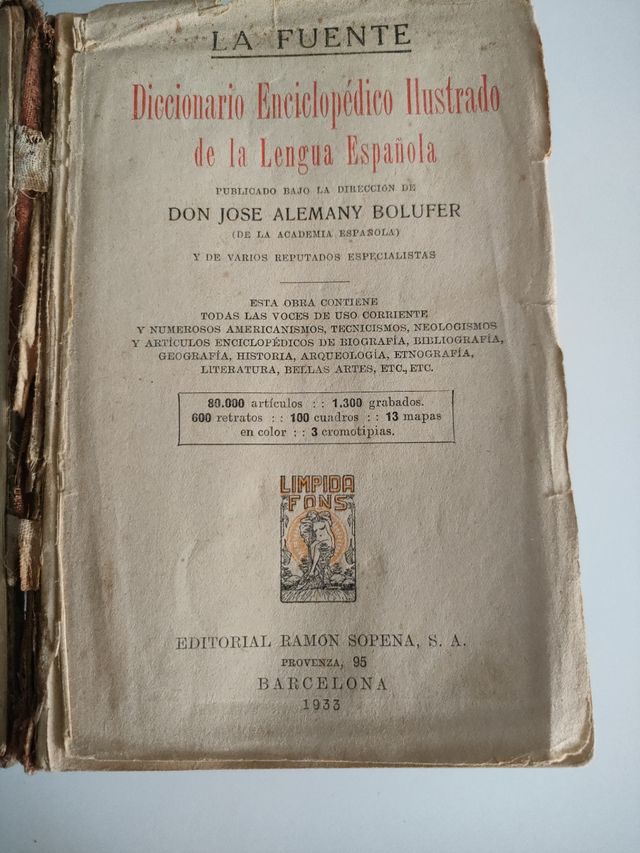 LA FUENTE
Diccionario Enciclopédico Ilustrado
de la Lengua Española
PUBLICADO BAJO LA DIRECCIÓN DE
DON JOSE ALEMANY BOLUFER
(DE LA ACADEMIA ESPAÑOLA)
Y DE VARIOS REPUTADOS ESPECIALISTAS
ESTA OBRA CONTIENE
TODAS LAS VOCES DE USO CORRIENTE
Y NUMEROSOS AMERICANISMOS, TECNICISMOS, NEOLOGISMOS
Y ARTÍCULOS ENCICLOPÉDICOS DE BIOGRAFÍA, BIBLIOGRAFÍA,
GEOGRAFÍA, HISTORIA, ARQUEOLOGÍA, ETNOGRAFÍA,
LITERATURA, BELLAS ARTES, ETC., ETC.
80.000 artículos :: 1.300 grabados.
600 retratos :: 100 cuadros :: 13 mapas
en color :: 3 cromotipias.
LIMPIDA
FONS
EDITORIAL RAMÓN SOPENA, S. A.
PROVENZA, 95
BARCELONA
1933